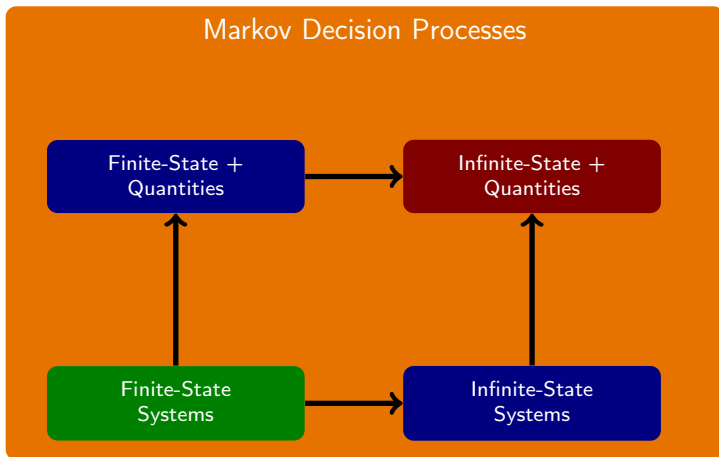 Markov Decision Processes
Finite-State +
Quantities
Infinite-State +
Quantities
Finite-State
Systems
Infinite-State
Systems